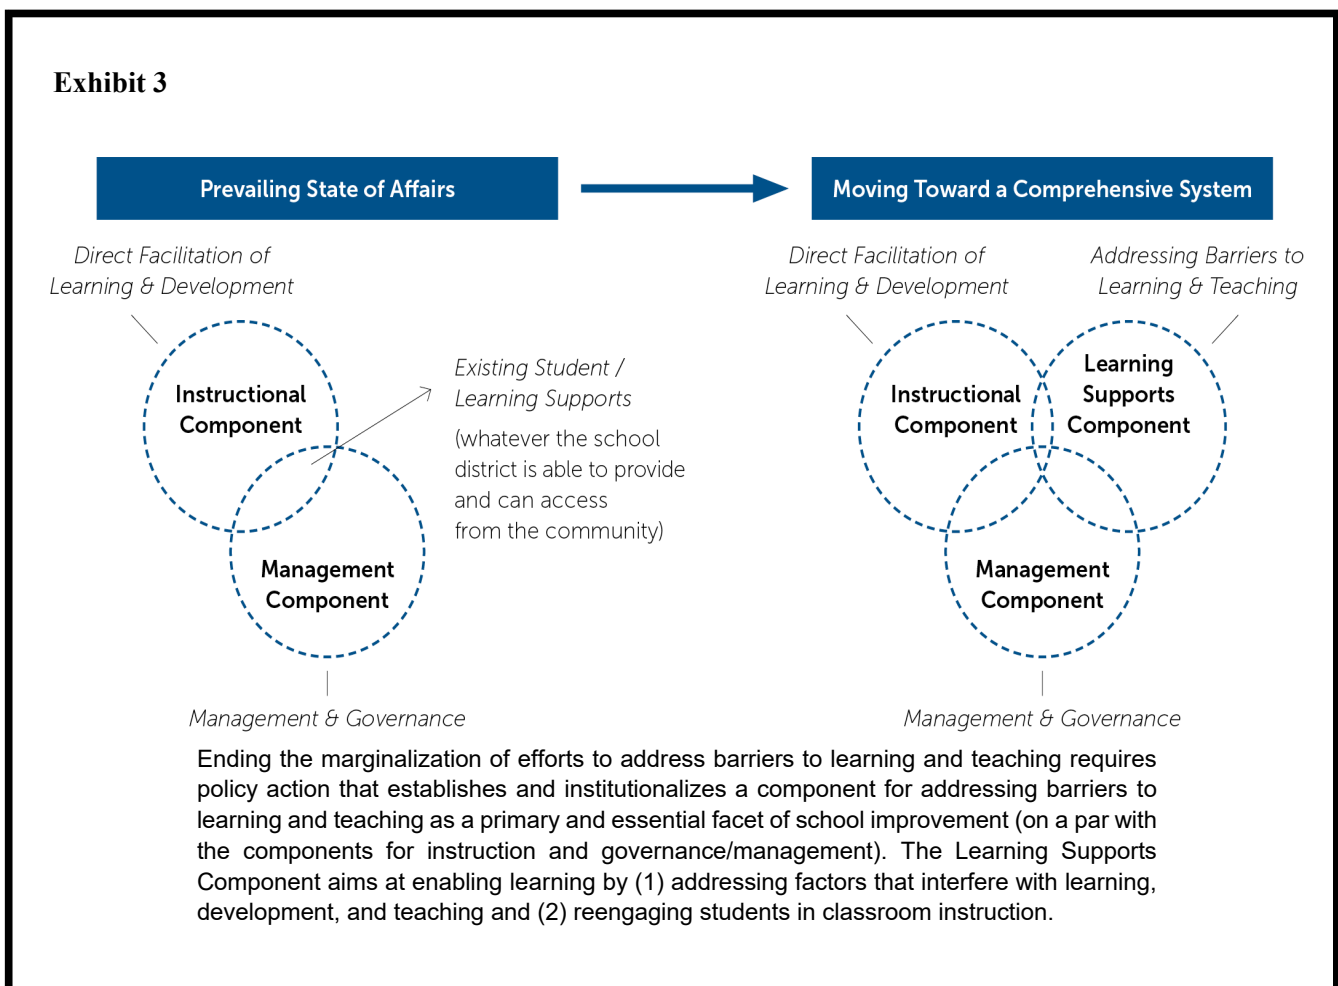 Exhibit 3
Prevailing State of Affairs
Moving Toward a Comprehensive System
Direct Facilitation of
Learning & Development
Instructional
Component
Existing Student /
Learning Supports
(whatever the school
district is able to provide
and can access
from the community)
Management
Component
Management & Governance
Direct Facilitation of
Learning & Development
Addressing Barriers to
Learning & Teaching
Instructional
Component
Learning
Supports
Component
Management
Component
Management & Governance
Ending the marginalization of efforts to address barriers to learning and teaching requires
policy action that establishes and institutionalizes a component for addressing barriers to
learning and teaching as a primary and essential facet of school improvement (on a par with
the components for instruction and governance/management). The Learning Supports
Component aims at enabling learning by (1) addressing factors that interfere with learning,
development, and teaching and (2) reengaging students in classroom instruction.